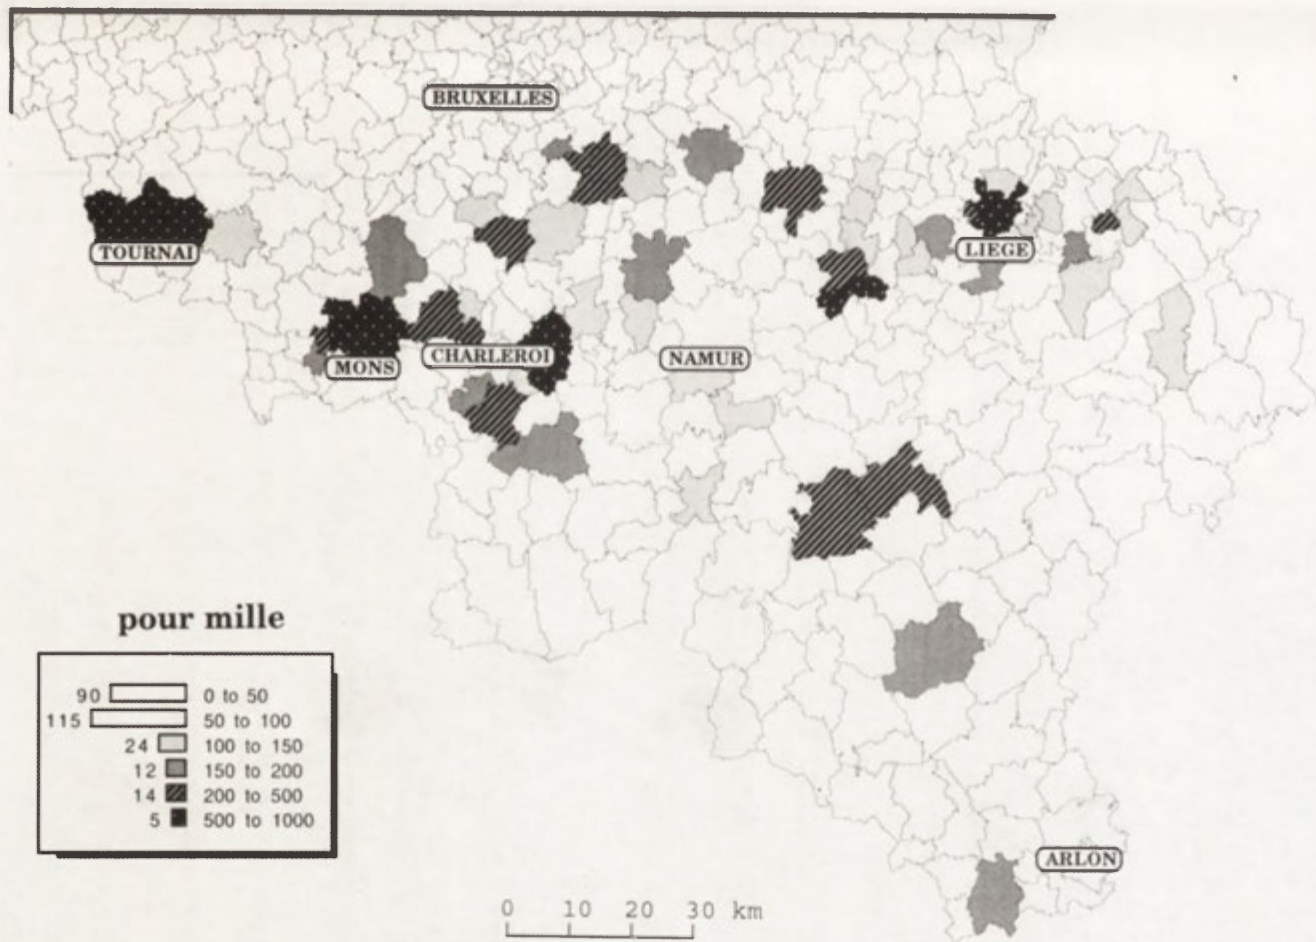 BRUXELLES
TOURNAI
LIEGE
MONS
CHARLEROI
NAMUR
pour mille
90 0 to 50
115 50 to 100
24 100 to 150
12 150 to 200
14 200 to 500
5 500 to 1000
ARLON
0 10 20 30 km